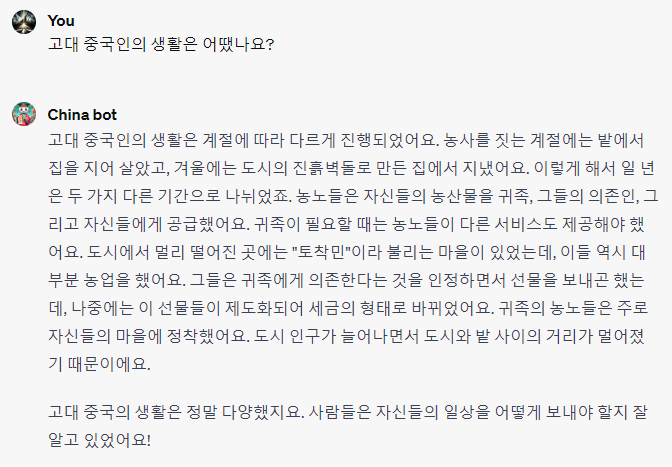 You
고대 중국인의 생활은 어땠나요?
China bot
고대 중국인의 생활은 계절에 따라 다르게 진행되었어요. 농사를 짓는 계절에는 밭에서
집을 지어 살았고, 겨울에는 도시의 진흙벽돌로 만든 집에서 지냈어요. 이렇게 해서 일 년
은 두 가지 다른 기간으로 나뉘었죠. 농노들은 자신들의 농산물을 귀족, 그들의 의존인, 그
리고 자신들에게 공급했어요. 귀족이 필요할 때는 농노들이 다른 서비스도 제공해야 했
어요. 도시에서 멀리 떨어진 곳에는 "토착민"이라 불리는 마을이 있었는데, 이들 역시 대
부분 농업을 했어요. 그들은 귀족에게 의존한다는 것을 인정하면서 선물을 보내곤 했는
데, 나중에는 이 선물들이 제도화되어 세금의 형태로 바뀌었어요. 귀족의 농노들은 주로
자신들의 마을에 정착했어요. 도시 인구가 늘어나면서 도시와 밭 사이의 거리가 멀어졌
기 때문이에요.
고대 중국의 생활은 정말 다양했지요. 사람들은 자신들의 일상을 어떻게 보내야 할지 잘
알고 있었어요!